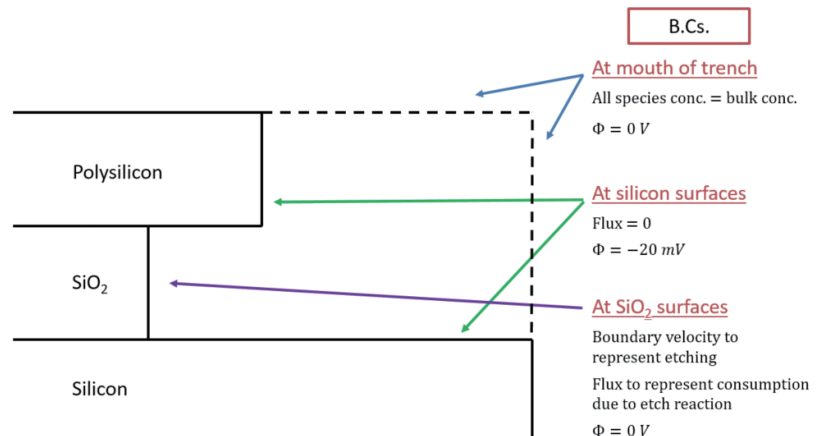 B.Cs.
At mouth of trench
All species conc. = bulk conc.
Φ = 0 V
Polysilicon
At silicon surfaces
Flux = 0
Φ = −20 mV
SiO₂
At SiO₂ surfaces
Boundary velocity to
represent etching
Silicon
Flux to represent consumption
due to etch reaction
Φ = 0 V